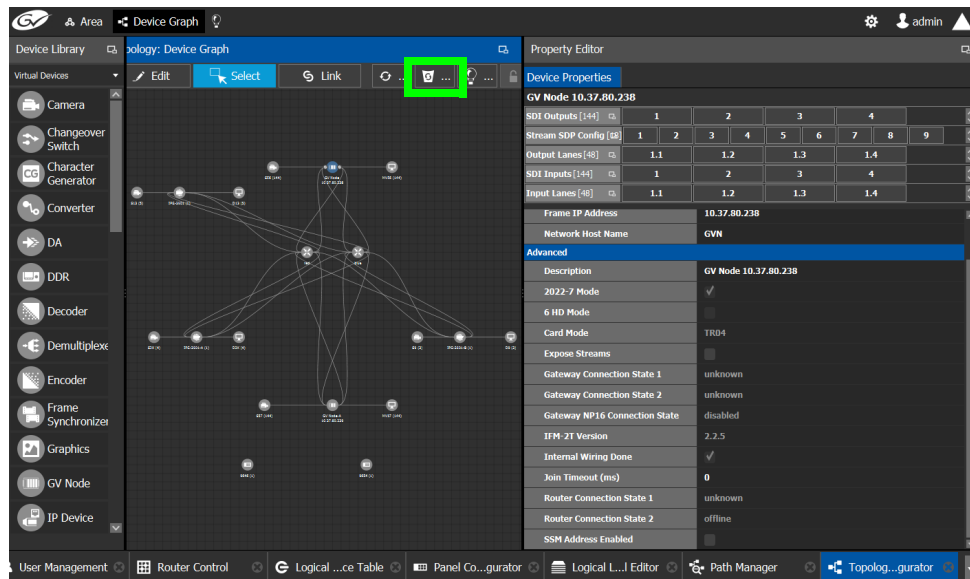 GV Area Device Graph admin
Device Library
pology: Device Graph
Property Editor
Virtual Devices
Edit Select Link ... ... ...
Device Properties
GV Node 10.37.80.238
Camera
Changeover
Switch
Character
Generator
Converter
DA
DDR
Decoder
Demultiplexe
Encoder
Frame
Synchronizer
Graphics
GV Node
IP Device
SDI Outputs [144] 1 2 3 4
Stream SDP Config [18] 1 2 3 4 5 6 7 8 9
Output Lanes [48] 1.1 1.2 1.3 1.4
SDI Inputs [144] 1 2 3 4
Input Lanes [48] 1.1 1.2 1.3 1.4
Frame IP Address 10.37.80.238
Network Host Name GVN
Advanced
Description GV Node 10.37.80.238
2022-7 Mode
6 HD Mode
Card Mode TR04
Expose Streams
Gateway Connection State 1 unknown
Gateway Connection State 2 unknown
Gateway NP16 Connection State disabled
IFM-2T Version 2.2.5
Internal Wiring Done
Join Timeout (ms) 0
Router Connection State 1 unknown
Router Connection State 2 offline
SSM Address Enabled
User Management Router Control Logical ...ce Table Panel Co...gurator Logical L...l Editor Path Manager Topolog...gurator